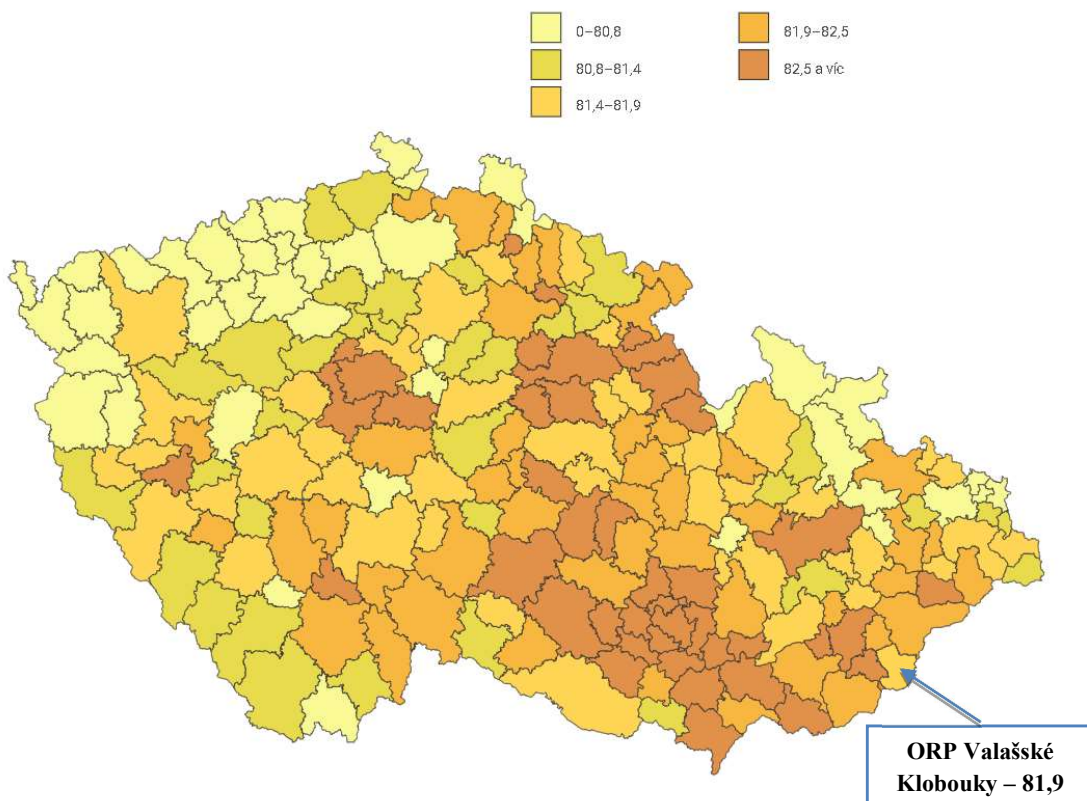 0–80,8
80,8–81,4
81,4–81,9
81,9–82,5
82,5 a víc
ORP Valašské
Klobouky – 81,9